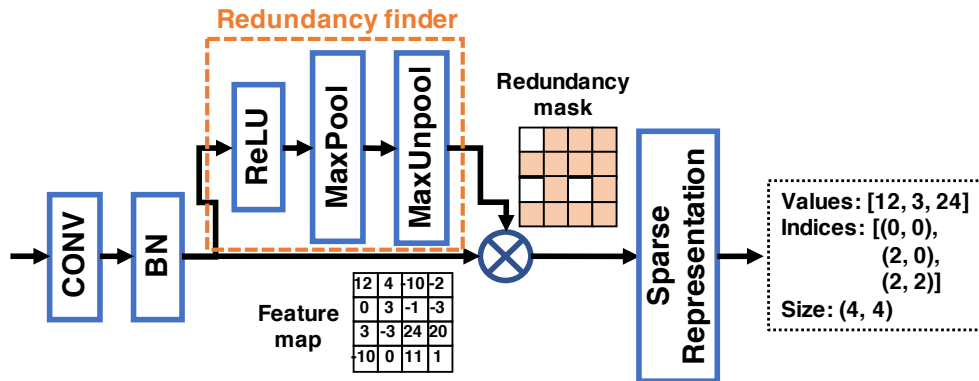 Redundancy finder
Redundancy
mask
ReLU
MaxPool
MaxUnpool
CONV
BN
Sparse
Representation
Values: [12, 3, 24]
Indices: [(0, 0),
(2, 0),
(2, 2)]
Size: (4, 4)
Feature
map
12 4 -10 -2
0 3 -1 -3
3 -3 24 20
-10 0 11 1